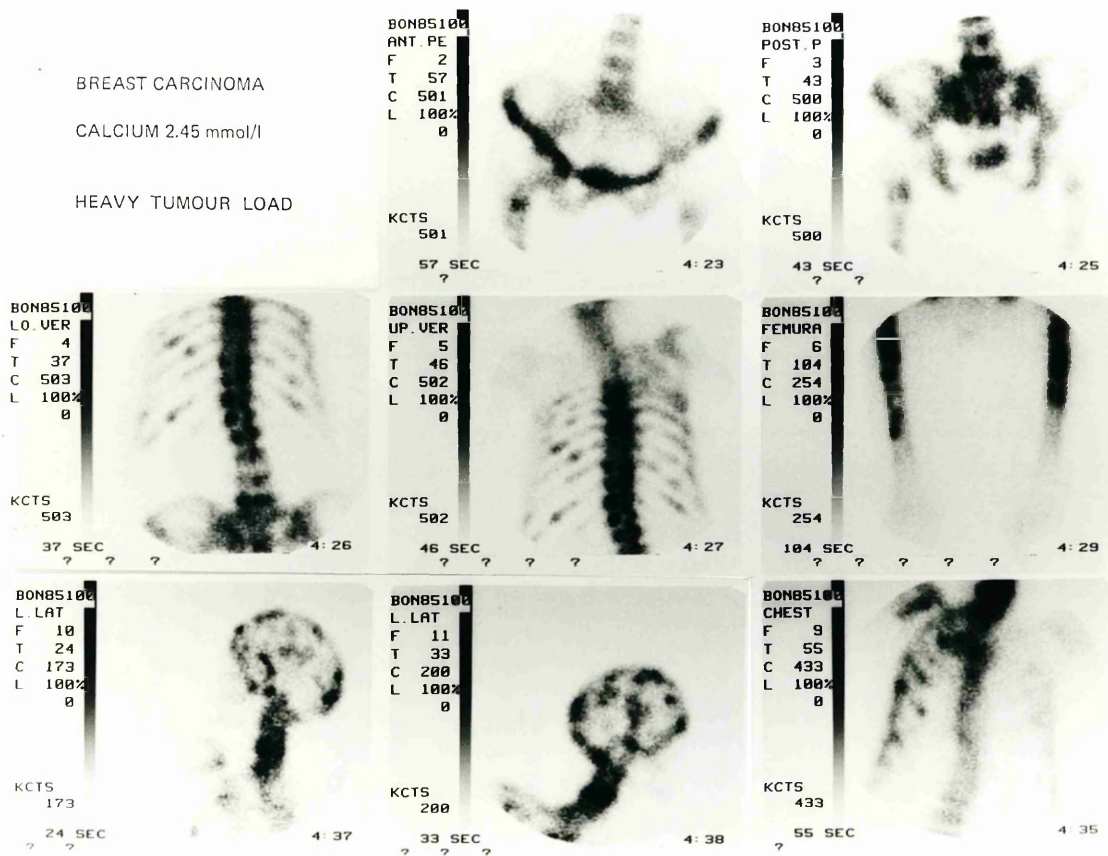 BREAST CARCINOMA
CALCIUM 2.45 mmol/l
HEAVY TUMOUR LOAD
BON85100
ANT.PE
F 2
T 57
C 501
L 100%
0
KCTS
501
57 SEC 4:23
?
BON85100
POST.P
F 3
T 43
C 500
L 100%
0
KCTS
500
43 SEC 4:25
? ?
BON85100
LO.VER
F 4
T 37
C 503
L 100%
0
KCTS
503
37 SEC 4:26
? ? ?
BON85100
UP.VER
F 5
T 46
C 502
L 100%
0
KCTS
502
46 SEC 4:27
? ? ? ?
BON85100
FEMURA
F 6
T 104
C 254
L 100%
0
KCTS
254
104 SEC 4:29
? ? ? ? ?
BON85100
L.LAT
F 10
T 24
C 173
L 100%
0
KCTS
173
24 SEC 4:37
? ?
BON85100
L.LAT
F 11
T 33
C 200
L 100%
0
KCTS
200
33 SEC 4:38
? ? ?
BON85100
CHEST
F 9
T 55
C 433
L 100%
0
KCTS
433
55 SEC 4:35
?